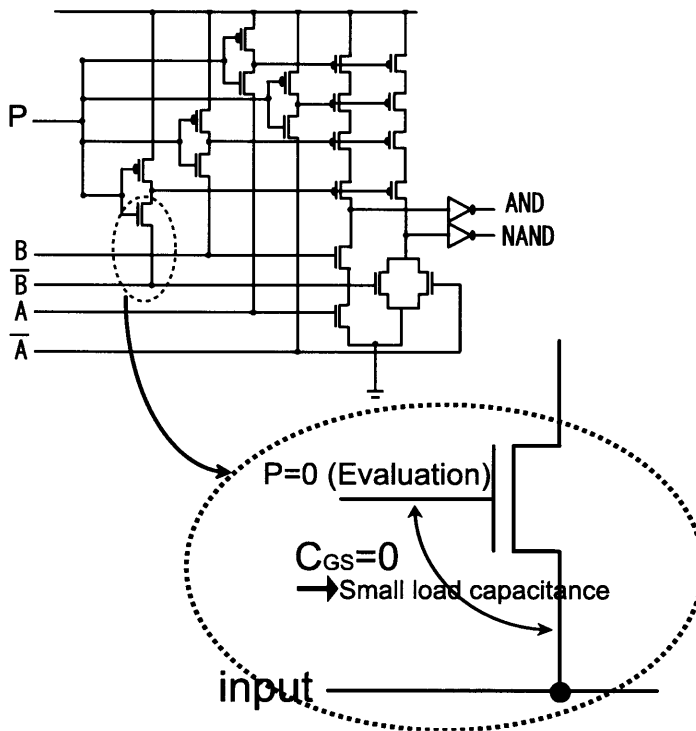 P
AND
NAND
B
B̅
A
A̅
P=0 (Evaluation)
CGS=0
Small load capacitance
input